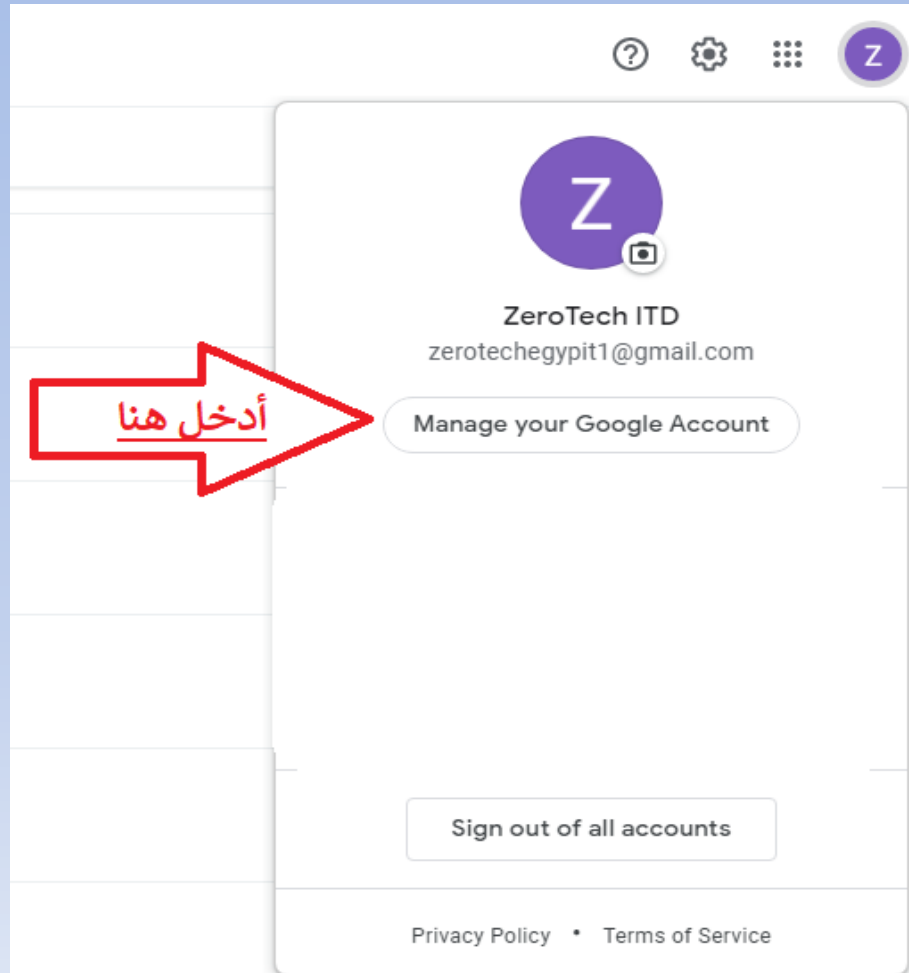 Z
Z
ZeroTech ITD
zerotechegypit1@gmail.com
أدخل هنا
Manage your Google Account
Sign out of all accounts
Privacy Policy • Terms of Service